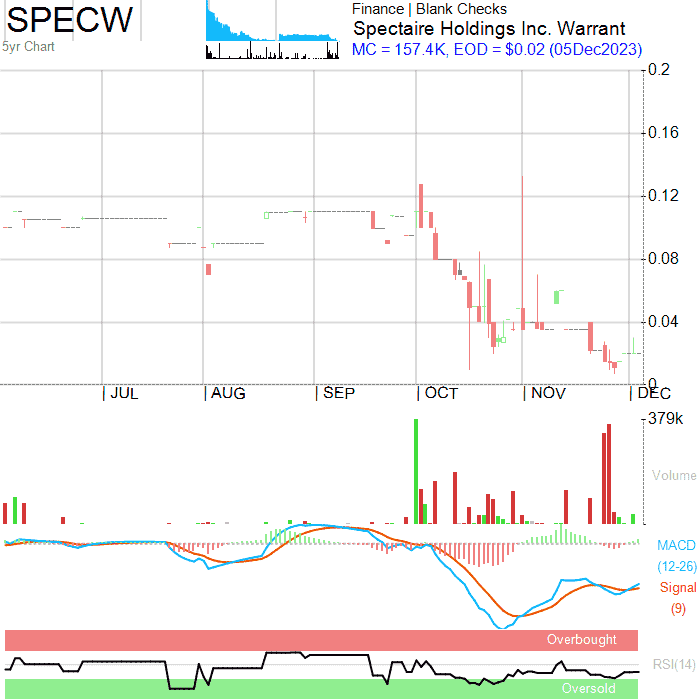 SPECW
5yr Chart
Finance | Blank Checks
Spectaire Holdings Inc. Warrant
MC = 157.4K, EOD = $0.02 (05Dec2023)
0.2
0.16
0.12
0.08
0.04
0
JUL
AUG
SEP
OCT
NOV
DEC
379k
Volume
MACD
(12-26)
Signal
(9)
Overbought
RSI(14)
Oversold